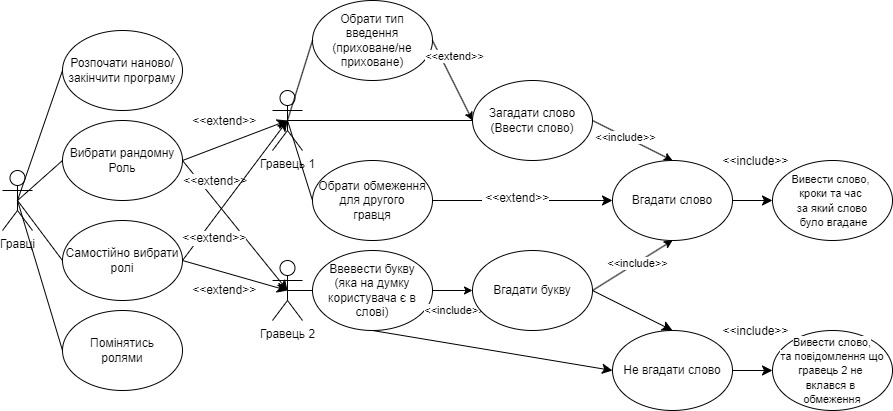 Обрати тип
введення
(приховане/не
приховане)
<<extend>>
Розпочати наново/
закінчити програму
<<extend>>
Загадати слово
(Ввести слово)
<<include>>
Вибрати рандомну
Роль
Гравець 1
<<extend>>
<<include>>
Обрати обмеження
для другого
гравця
<<extend>>
Вгадати слово
Вивести слово,
кроки та час
за який слово
було вгадане
Гравці
Самостійно вибрати
ролі
<<extend>>
<<include>>
<<extend>>
Ввевести букву
(яка на думку
користувача є в
слові)
<<include>>
Вгадати букву
Гравець 2
<<include>>
Помінятись
ролями
Не вгадати слово
Вивести слово,
та повідомлення що
гравець 2 не
вклався в
обмеження